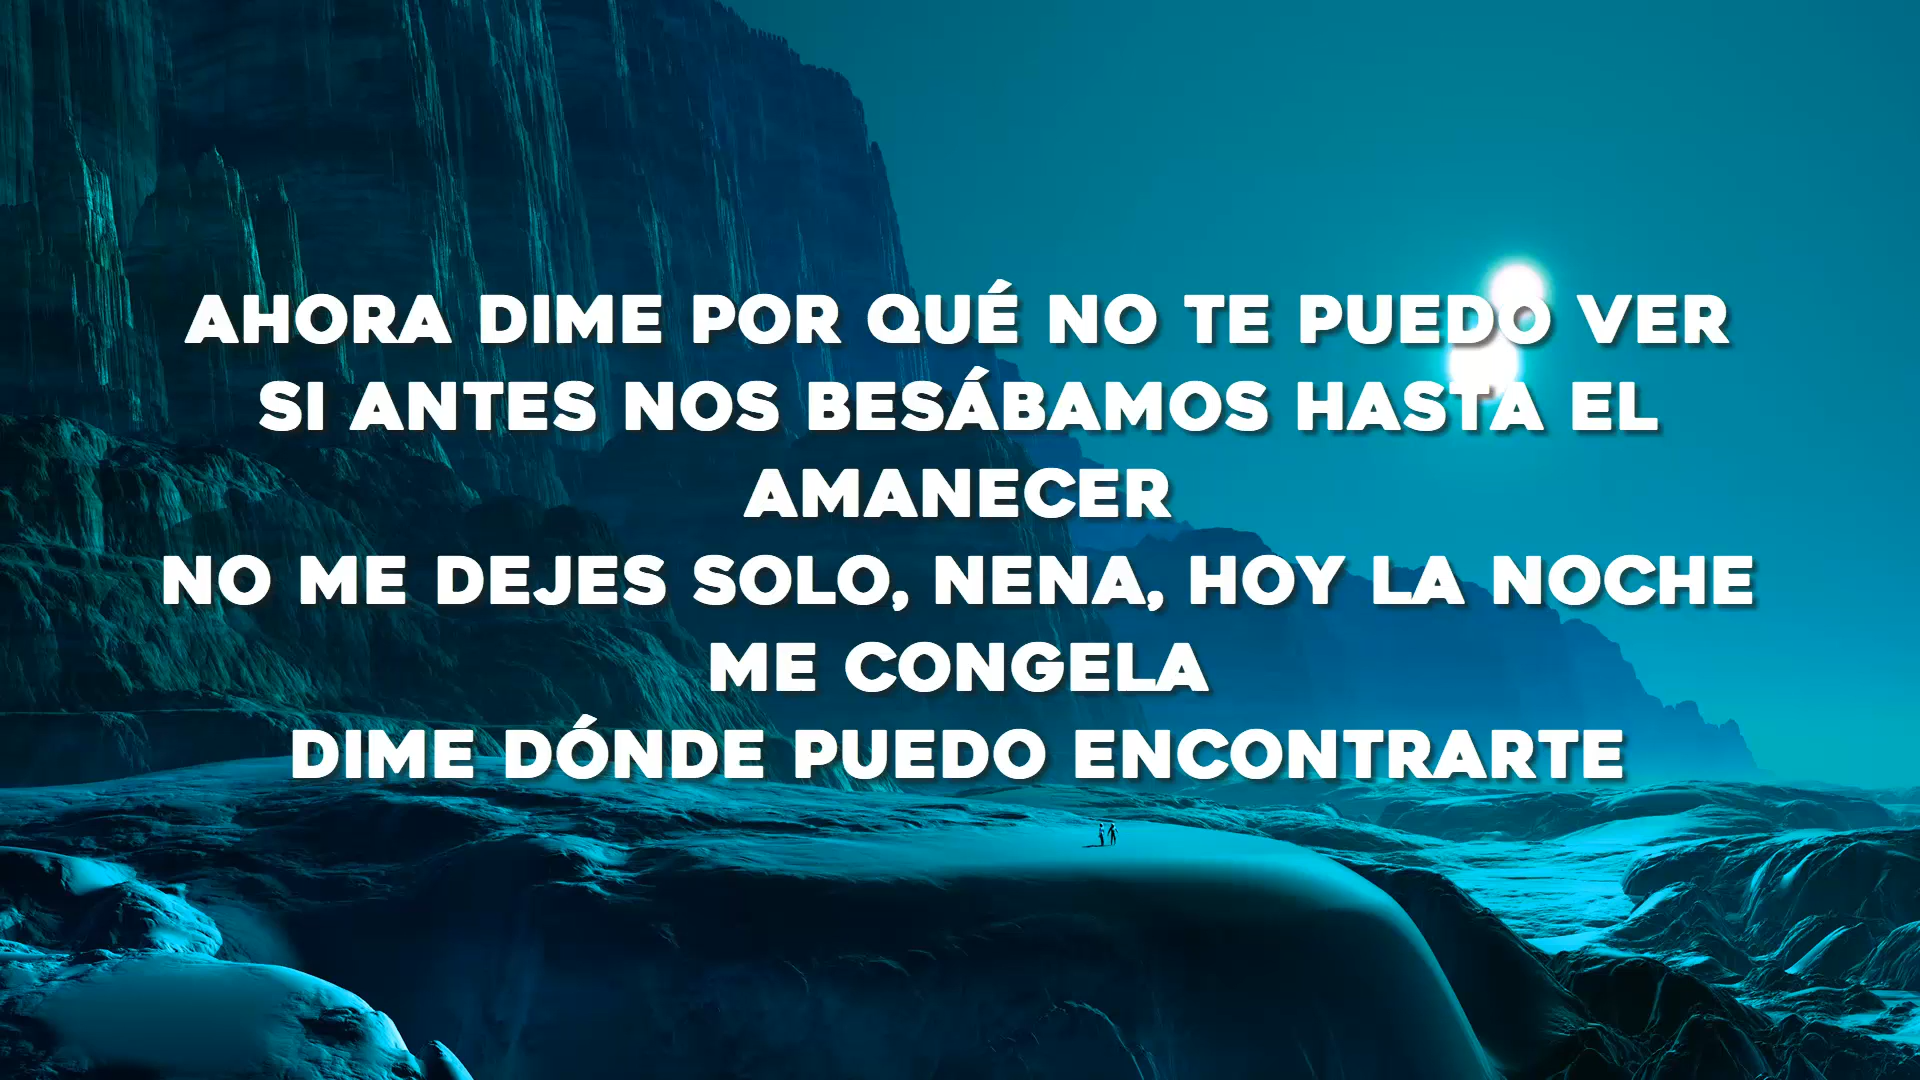 AHORA DIME POR QUÉ NO TE PUEDO VER
SI ANTES NOS BESÁBAMOS HASTA EL
AMANECER
NO ME DEJES SOLO, NENA, HOY LA NOCHE
ME CONGELA
DIME DÓNDE PUEDO ENCONTRARTE